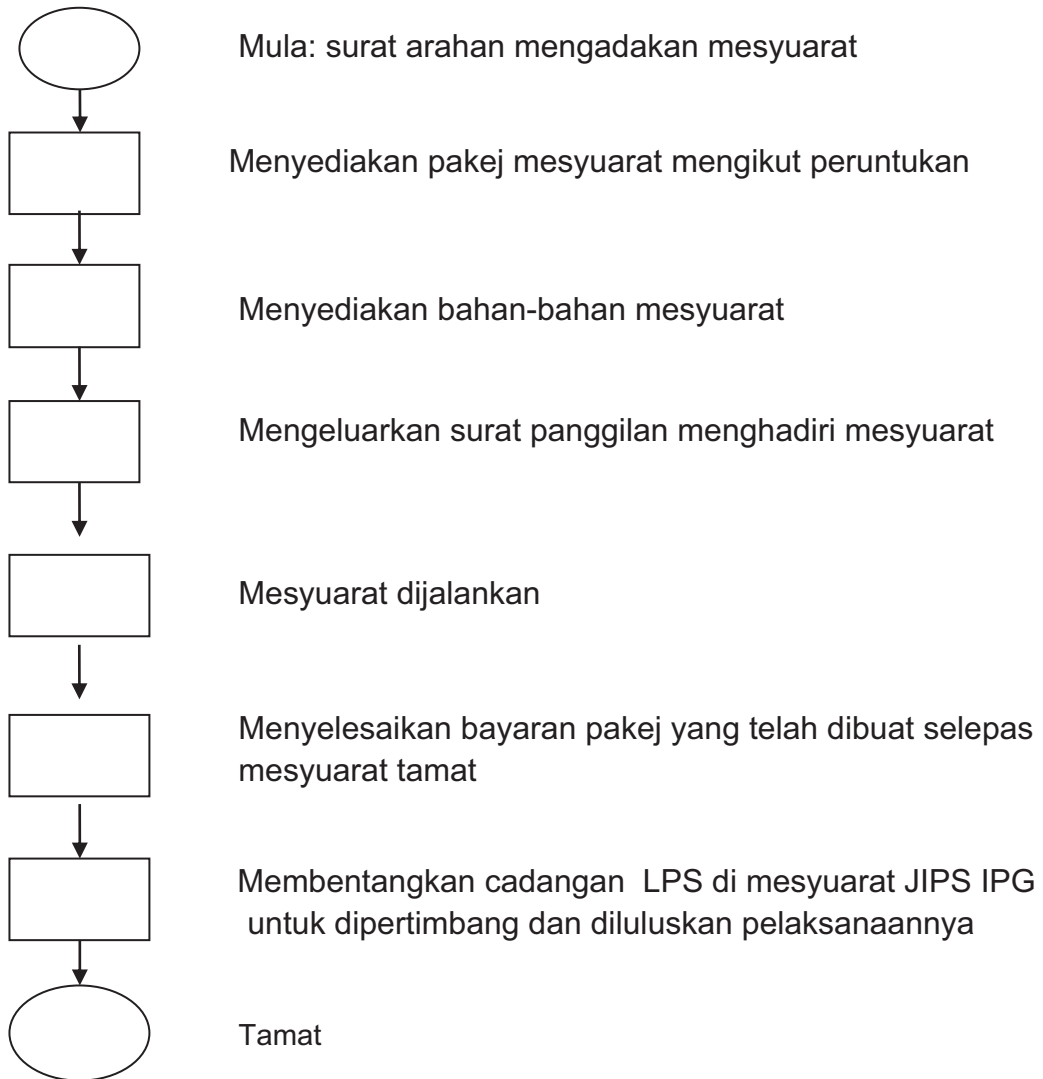 Mula: surat arahan mengadakan mesyuarat
Menyediakan pakej mesyuarat mengikut peruntukan
Menyediakan bahan-bahan mesyuarat
Mengeluarkan surat panggilan menghadiri mesyuarat
Mesyuarat dijalankan
Menyelesaikan bayaran pakej yang telah dibuat selepas
mesyuarat tamat
Membentangkan cadangan LPS di mesyuarat JIPS IPG
untuk dipertimbang dan diluluskan pelaksanaannya
Tamat